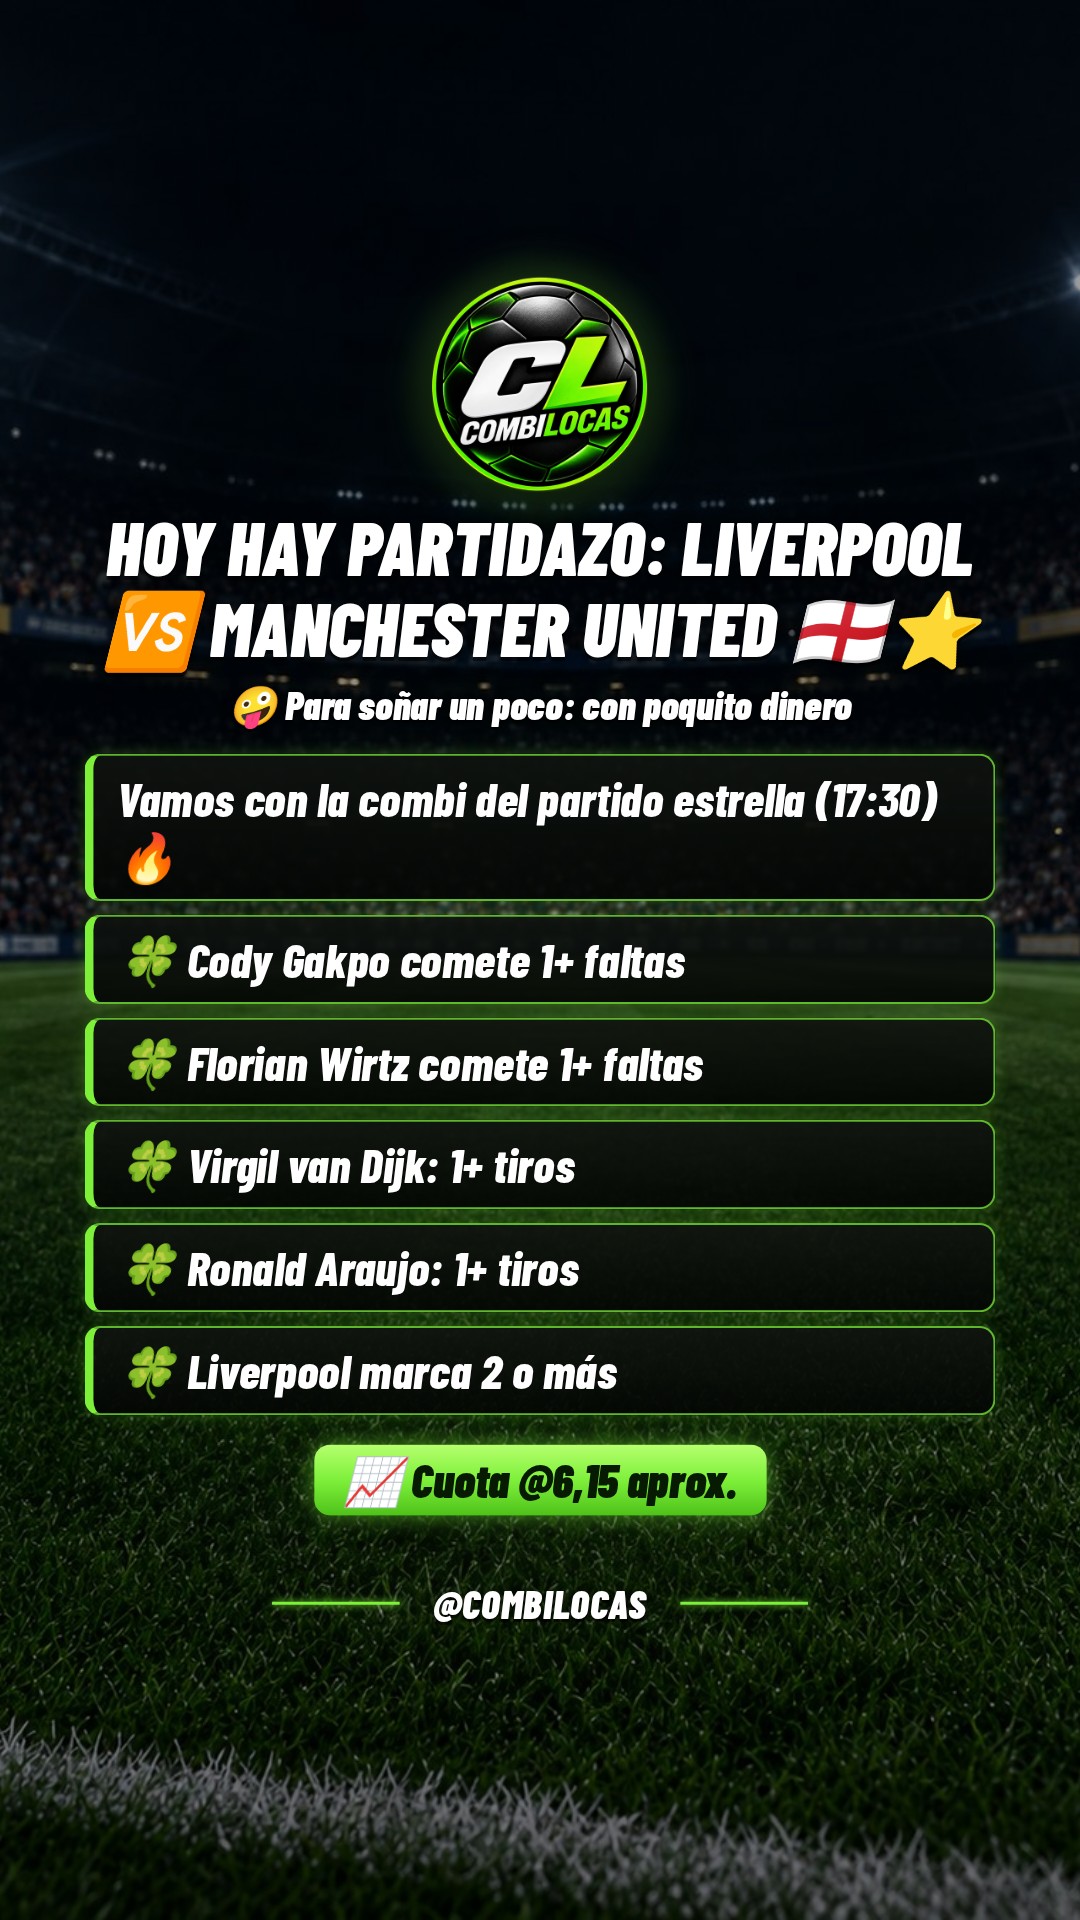 CL
COMBILOCAS
HOY HAY PARTIDAZO: LIVERPOOL
🆚 MANCHESTER UNITED 🏴󠁧󠁢󠁥󠁮󠁧󠁿⭐
🤪 Para soñar un poco: con poquito dinero
Vamos con la combi del partido estrella (17:30)
🔥
🍀 Cody Gakpo comete 1+ faltas
🍀 Florian Wirtz comete 1+ faltas
🍀 Virgil van Dijk: 1+ tiros
🍀 Ronald Araujo: 1+ tiros
🍀 Liverpool marca 2 o más
📈 Cuota @6,15 aprox.
@COMBILOCAS